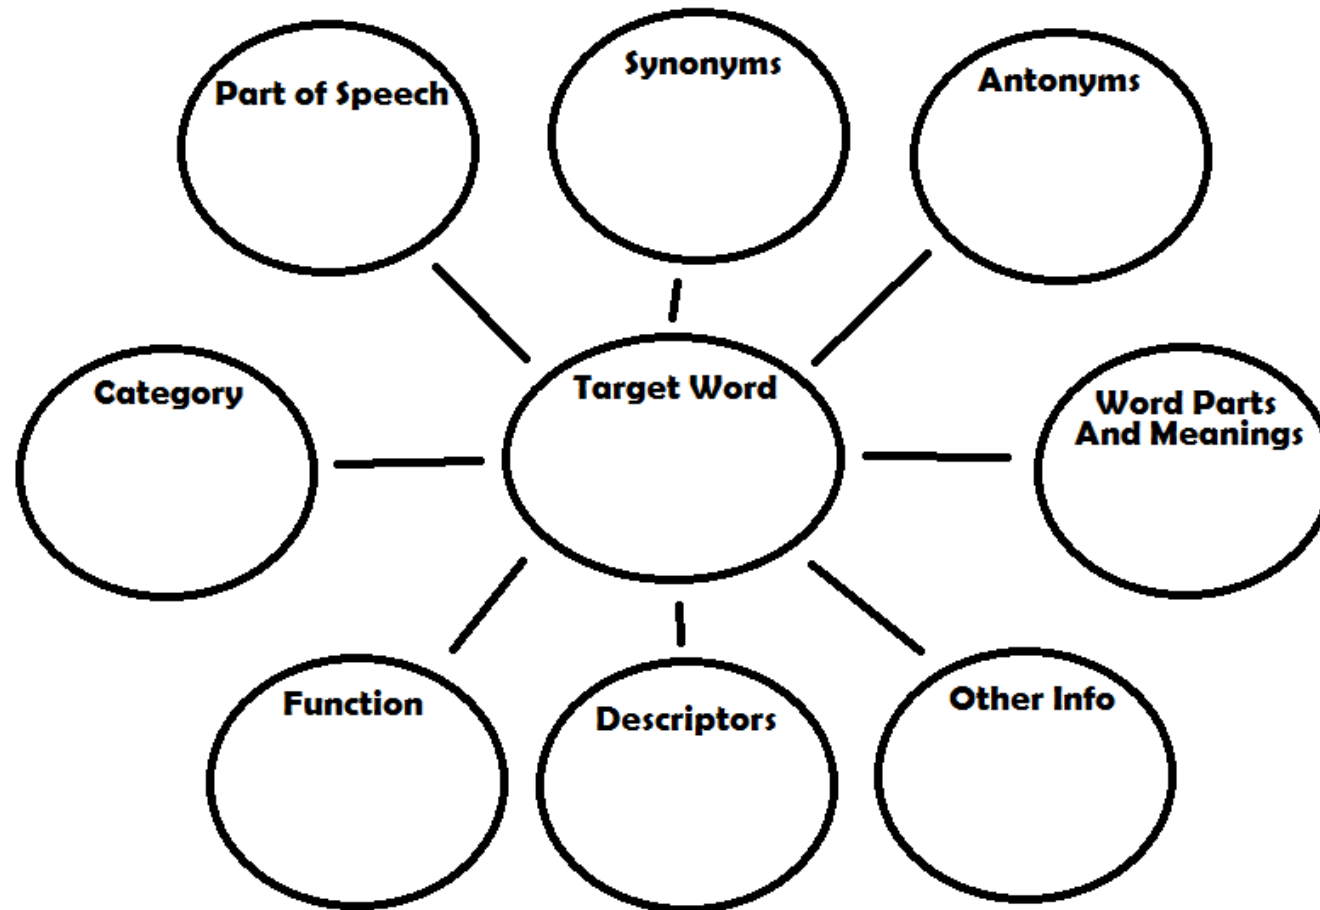 Part of Speech
Synonyms
Antonyms
Category
Target Word
Word Parts
And Meanings
Function
Descriptors
Other Info